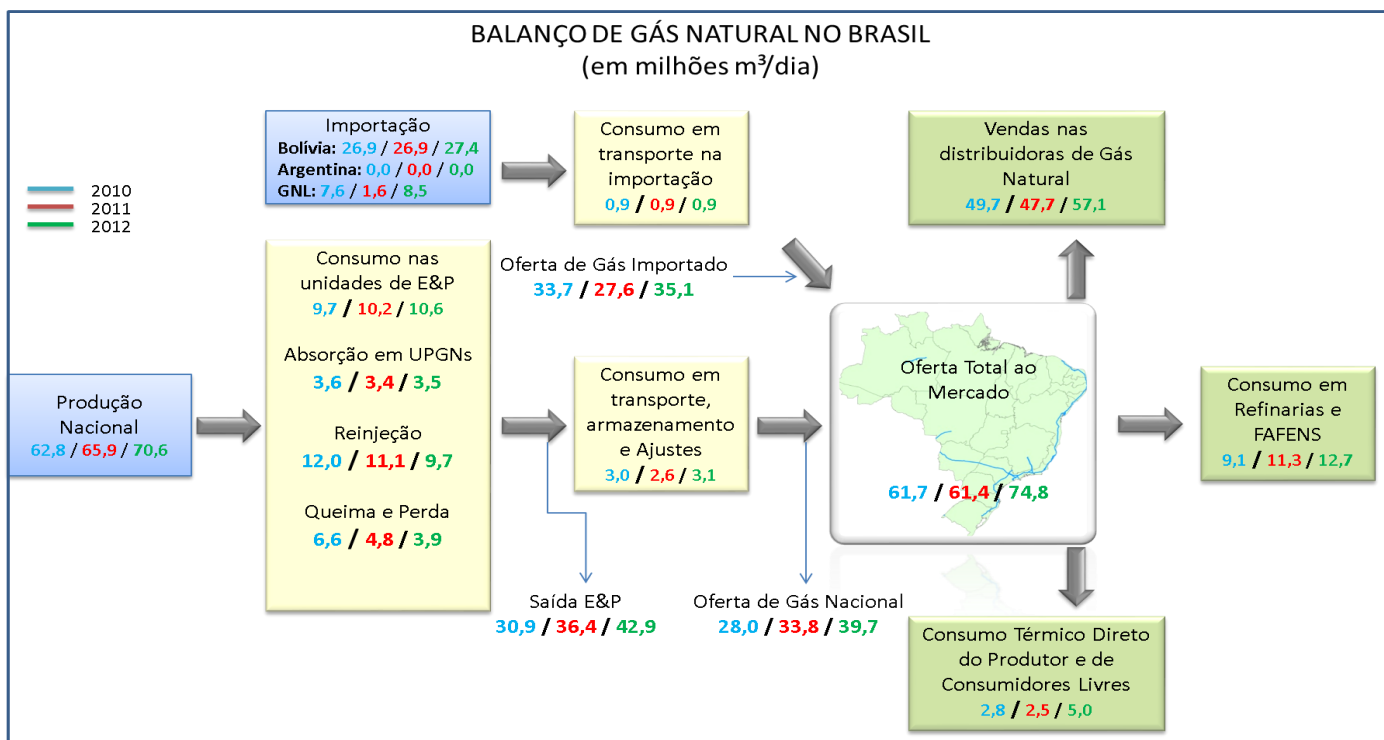 BALANÇO DE GÁS NATURAL NO BRASIL
(em milhões m³/dia)
2010
2011
2012
Importação
Bolívia: 26,9 / 26,9 / 27,4
Argentina: 0,0 / 0,0 / 0,0
GNL: 7,6 / 1,6 / 8,5
Consumo em
transporte na
importação
0,9 / 0,9 / 0,9
Vendas nas
distribuidoras de Gás
Natural
49,7 / 47,7 / 57,1
Oferta de Gás Importado
33,7 / 27,6 / 35,1
Produção
Nacional
62,8 / 65,9 / 70,6
Consumo nas
unidades de E&P
9,7 / 10,2 / 10,6
Absorção em UPGNs
3,6 / 3,4 / 3,5
Reinjeção
12,0 / 11,1 / 9,7
Queima e Perda
6,6 / 4,8 / 3,9
Consumo em
transporte,
armazenamento
e Ajustes
3,0 / 2,6 / 3,1
Oferta Total ao
Mercado
61,7 / 61,4 / 74,8
Consumo em
Refinarias e
FAFENS
9,1 / 11,3 / 12,7
Saída E&P
30,9 / 36,4 / 42,9
Oferta de Gás Nacional
28,0 / 33,8 / 39,7
Consumo Térmico Direto
do Produtor e de
Consumidores Livres
2,8 / 2,5 / 5,0